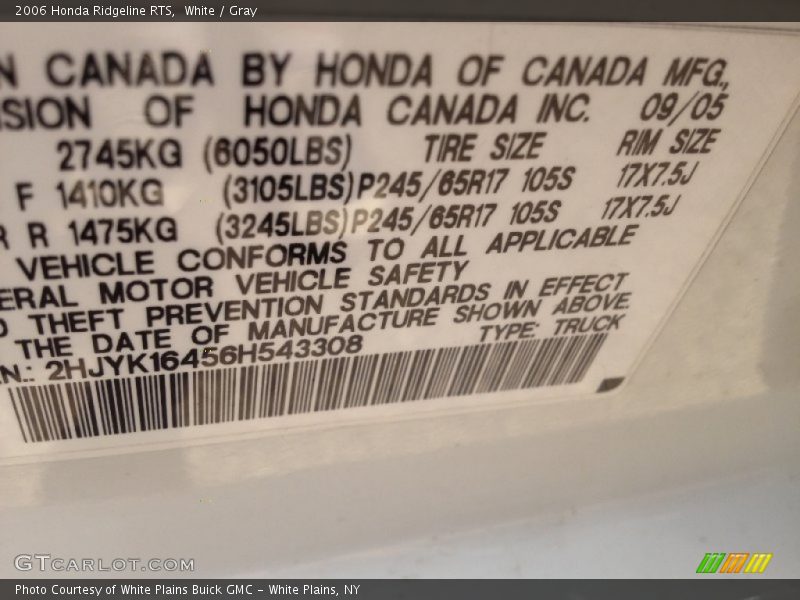 2006 Honda Ridgeline RTS, White / Gray
N CANADA BY HONDA OF CANADA MFG.,
ISION OF HONDA CANADA INC. 09/05
2745KG (6050LBS) TIRE SIZE RIM SIZE
F 1410KG (3105LBS) P245/65R17 105S 17X7.5J
R R 1475KG (3245LBS) P245/65R17 105S 17X7.5J
VEHICLE CONFORMS TO ALL APPLICABLE
ERAL MOTOR VEHICLE SAFETY
D THEFT PREVENTION STANDARDS IN EFFECT
THE DATE OF MANUFACTURE SHOWN ABOVE
.N.: 2HJYK16456H543308 TYPE: TRUCK
GTCARLOT.COM
Photo Courtesy of White Plains Buick GMC - White Plains, NY